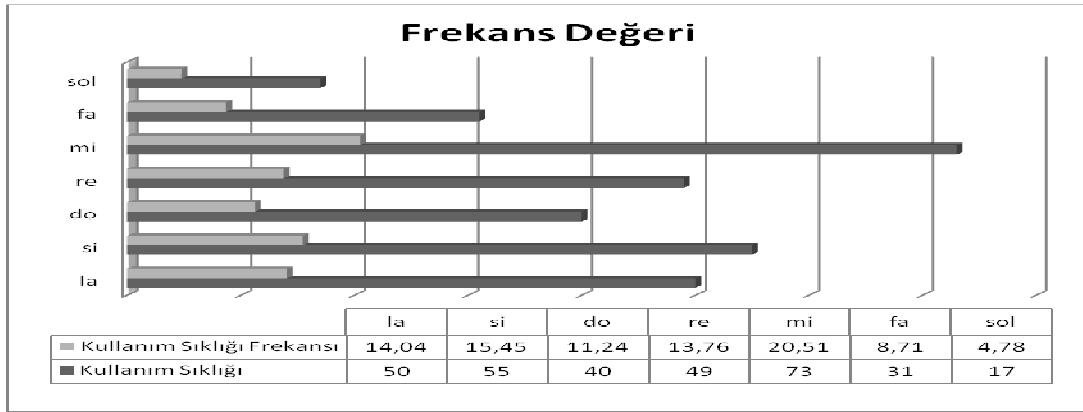 Frekans Değeri
sol
fa
mi
re
do
si
la
la si do re mi fa sol
Kullanım Sıklığı Frekansı 14,04 15,45 11,24 13,76 20,51 8,71 4,78
Kullanım Sıklığı 50 55 40 49 73 31 17